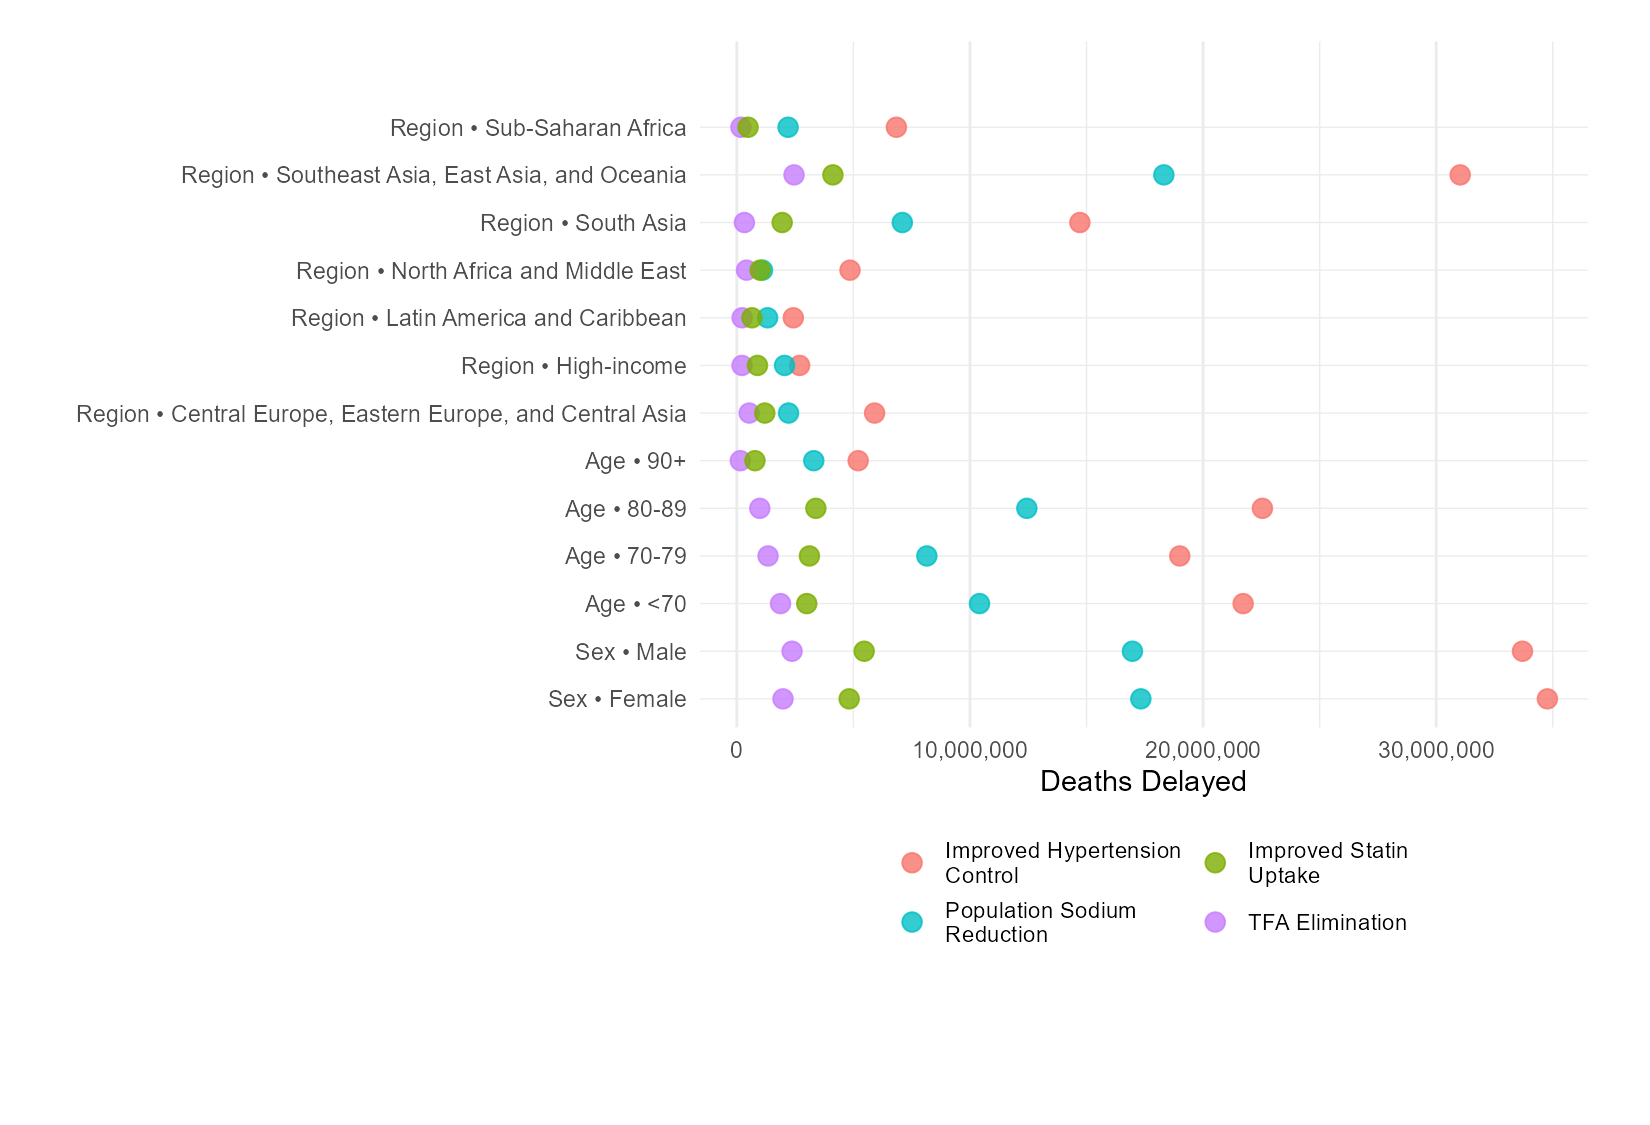 Region • Sub-Saharan Africa
Region • Southeast Asia, East Asia, and Oceania
Region • South Asia
Region • North Africa and Middle East
Region • Latin America and Caribbean
Region • High-income
Region • Central Europe, Eastern Europe, and Central Asia
Age • 90+
Age • 80-89
Age • 70-79
Age • <70
Sex • Male
Sex • Female
0 10,000,000 20,000,000 30,000,000
Deaths Delayed
Improved Hypertension
Control
Population Sodium
Reduction
Improved Statin
Uptake
TFA Elimination